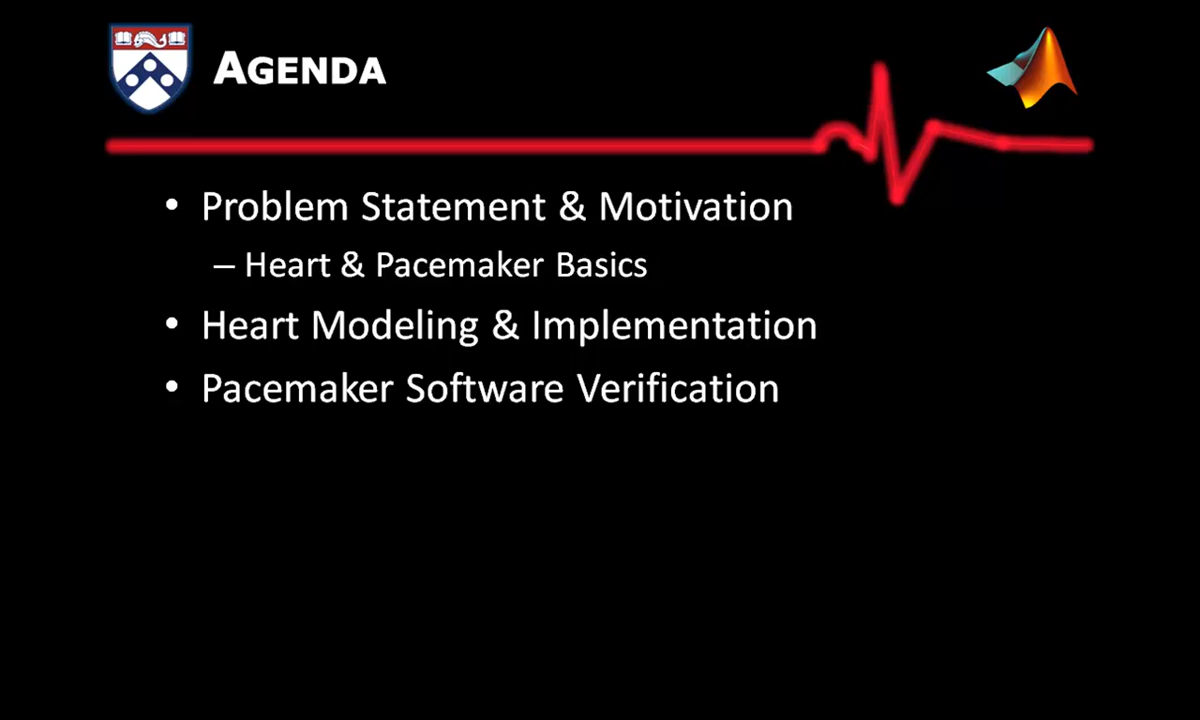 AGENDA
• Problem Statement & Motivation
– Heart & Pacemaker Basics
• Heart Modeling & Implementation
• Pacemaker Software Verification